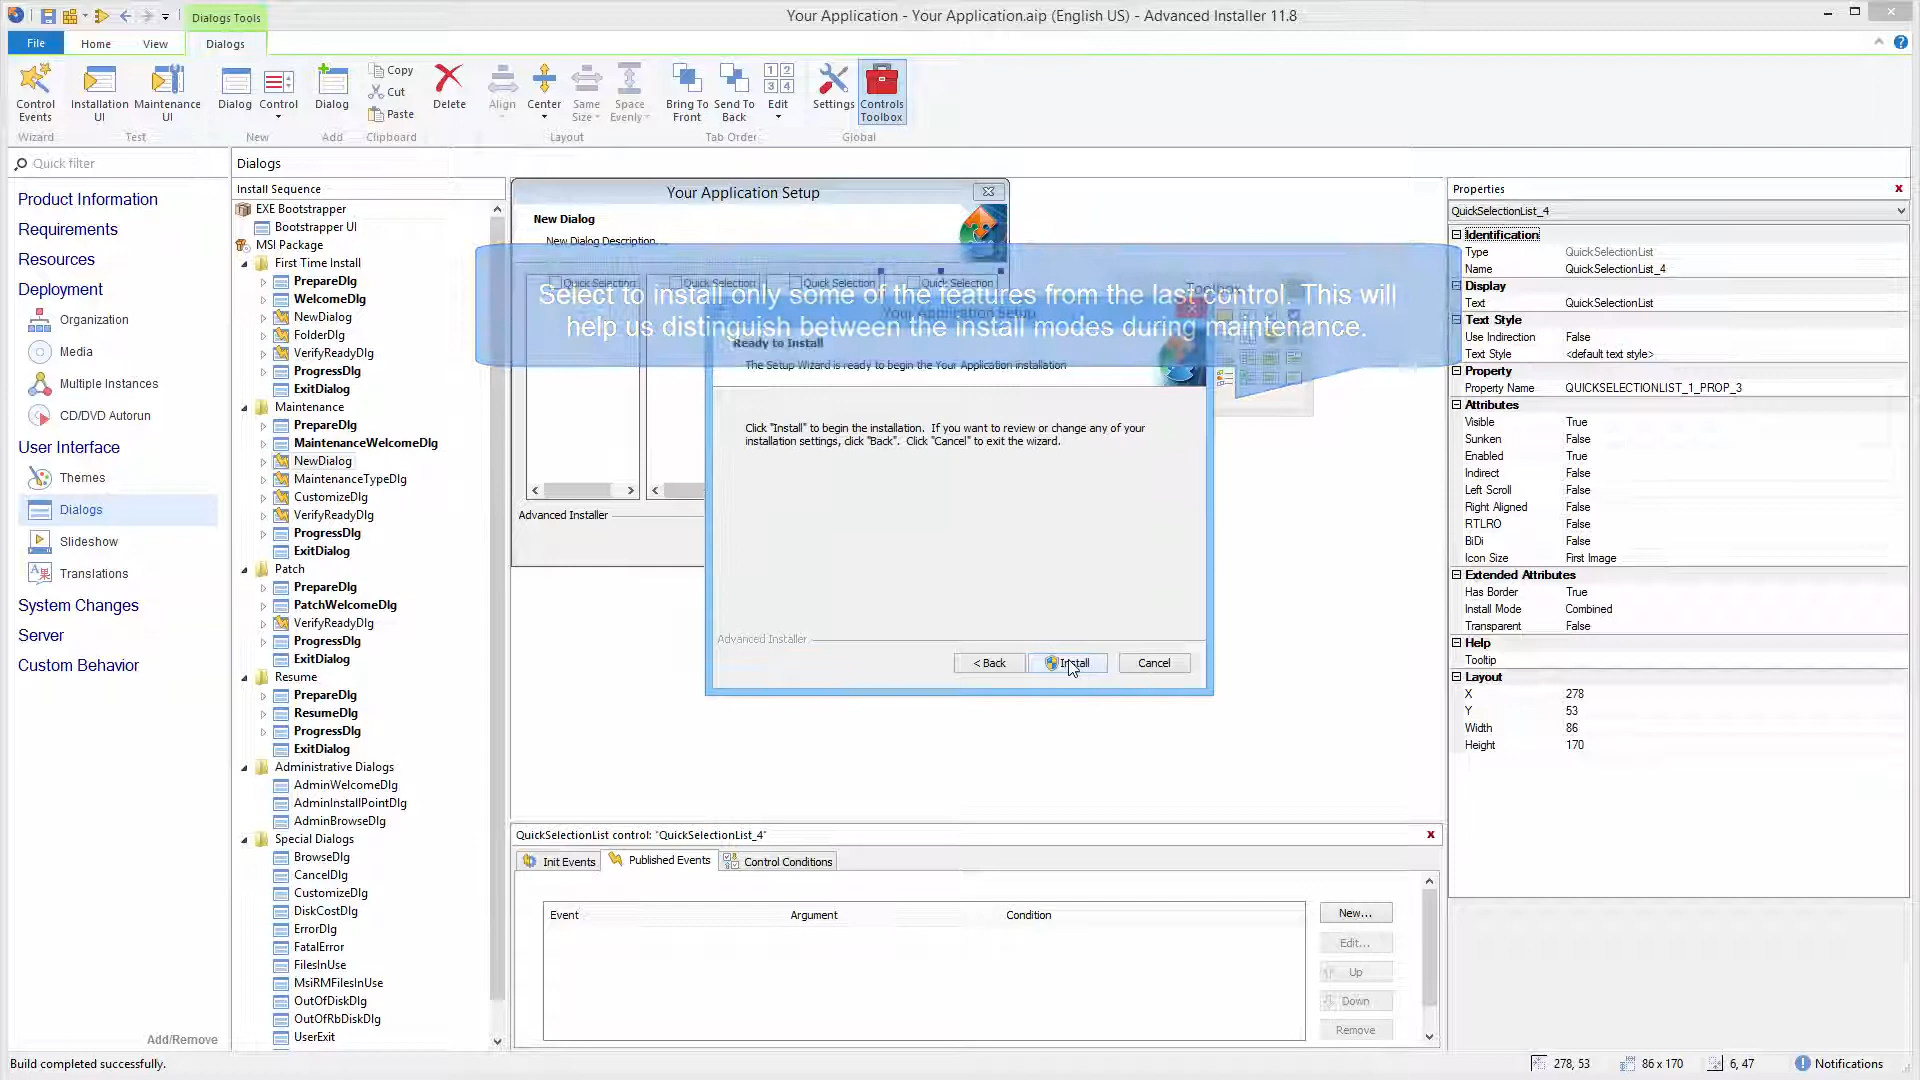 Dialogs Tools
Your Application - Your Application.aip (English US) - Advanced Installer 11.8
File
Home
View
Dialogs
Control Events
Installation UI
Maintenance UI
Dialog
Control
Dialog
Copy
Cut
Paste
Delete
Align
Center
Same Size
Space Evenly
Bring To Front
Send To Back
Edit
Settings
Controls Toolbox
Wizard
Test
New
Add
Clipboard
Layout
Tab Order
Global
Quick filter
Product Information
Requirements
Resources
Deployment
Organization
Media
Multiple Instances
CD/DVD Autorun
User Interface
Themes
Dialogs
Slideshow
Translations
System Changes
Server
Custom Behavior
Add/Remove
Dialogs
Install Sequence
EXE Bootstrapper
Bootstrapper UI
MSI Package
First Time Install
PrepareDlg
WelcomeDlg
NewDialog
FolderDlg
VerifyReadyDlg
ProgressDlg
ExitDialog
Maintenance
PrepareDlg
MaintenanceWelcomeDlg
NewDialog
MaintenanceTypeDlg
CustomizeDlg
VerifyReadyDlg
ProgressDlg
ExitDialog
Patch
PrepareDlg
PatchWelcomeDlg
VerifyReadyDlg
ProgressDlg
ExitDialog
Resume
PrepareDlg
ResumeDlg
ProgressDlg
ExitDialog
Administrative Dialogs
AdminWelcomeDlg
AdminInstallPointDlg
AdminBrowseDlg
Special Dialogs
BrowseDlg
CancelDlg
CustomizeDlg
DiskCostDlg
ErrorDlg
FatalError
FilesInUse
MsiRMFilesInUse
OutOfDiskDlg
OutOfRbDiskDlg
UserExit
Your Application Setup
New Dialog
New Dialog Description...
Quick Selection
Quick Selection
Quick Selection
Quick Selection
Toolbox
Select to install only some of the features from the last control. This will
help us distinguish between the install modes during maintenance.
Your Application Setup
Ready to Install
The Setup Wizard is ready to begin the Your Application installation
Click "Install" to begin the installation. If you want to review or change any of your
installation settings, click "Back". Click "Cancel" to exit the wizard.
Advanced Installer
Advanced Installer
< Back
Install
Cancel
QuickSelectionList control: "QuickSelectionList_4"
Init Events
Published Events
Control Conditions
Event
Argument
Condition
New...
Edit...
Up
Down
Remove
Properties
QuickSelectionList_4
Identification
Type QuickSelectionList
Name QuickSelectionList_4
Display
Text QuickSelectionList
Text Style
Use Indirection False
Text Style <default text style>
Property
Property Name QUICKSELECTIONLIST_1_PROP_3
Attributes
Visible True
Sunken False
Enabled True
Indirect False
Left Scroll False
Right Aligned False
RTLRO False
BiDi False
Icon Size First Image
Extended Attributes
Has Border True
Install Mode Combined
Transparent False
Help
Tooltip
Layout
X 278
Y 53
Width 86
Height 170
Build completed successfully.
278, 53
86 x 170
6, 47
Notifications